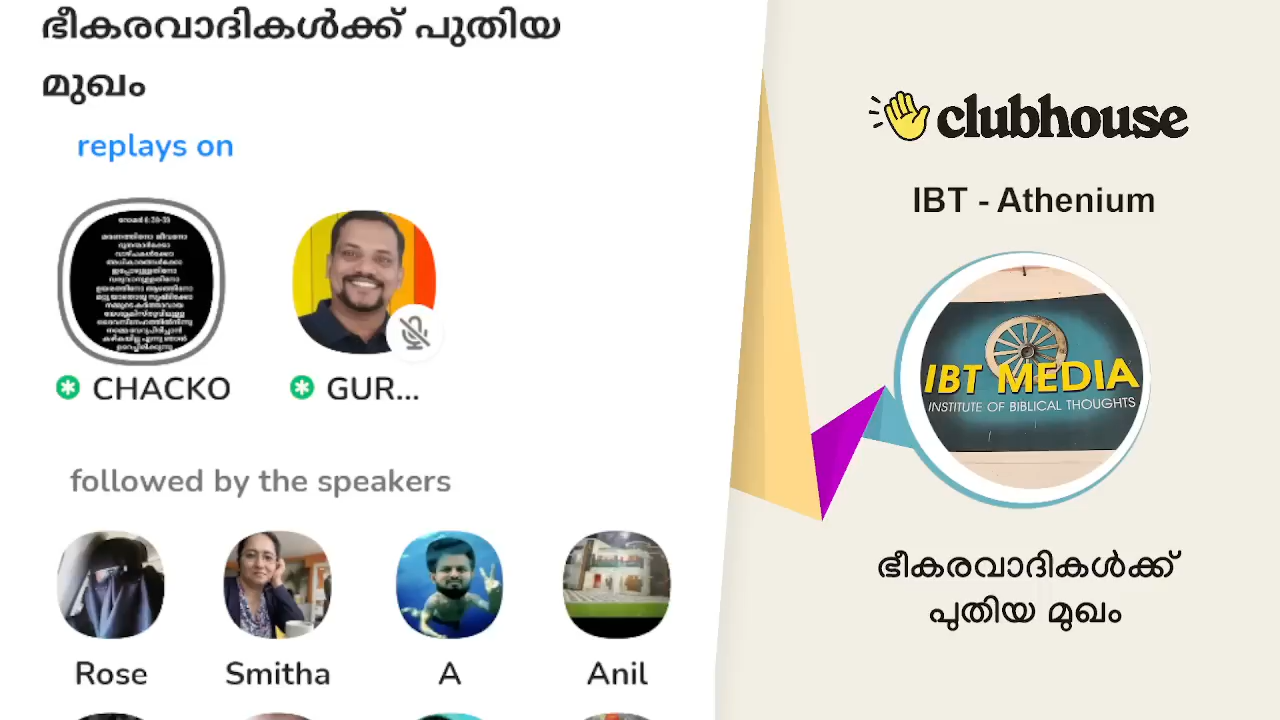 ഭീകരവാദികൾക്ക് പുതിയ
മുഖം
replays on
CHACKO
GUR...
followed by the speakers
Rose
Smitha
A
Anil
clubhouse
IBT - Athenium
IBT MEDIA
INSTITUTE OF BIBLICAL THOUGHTS
ഭീകരവാദികൾക്ക്
പുതിയ മുഖം